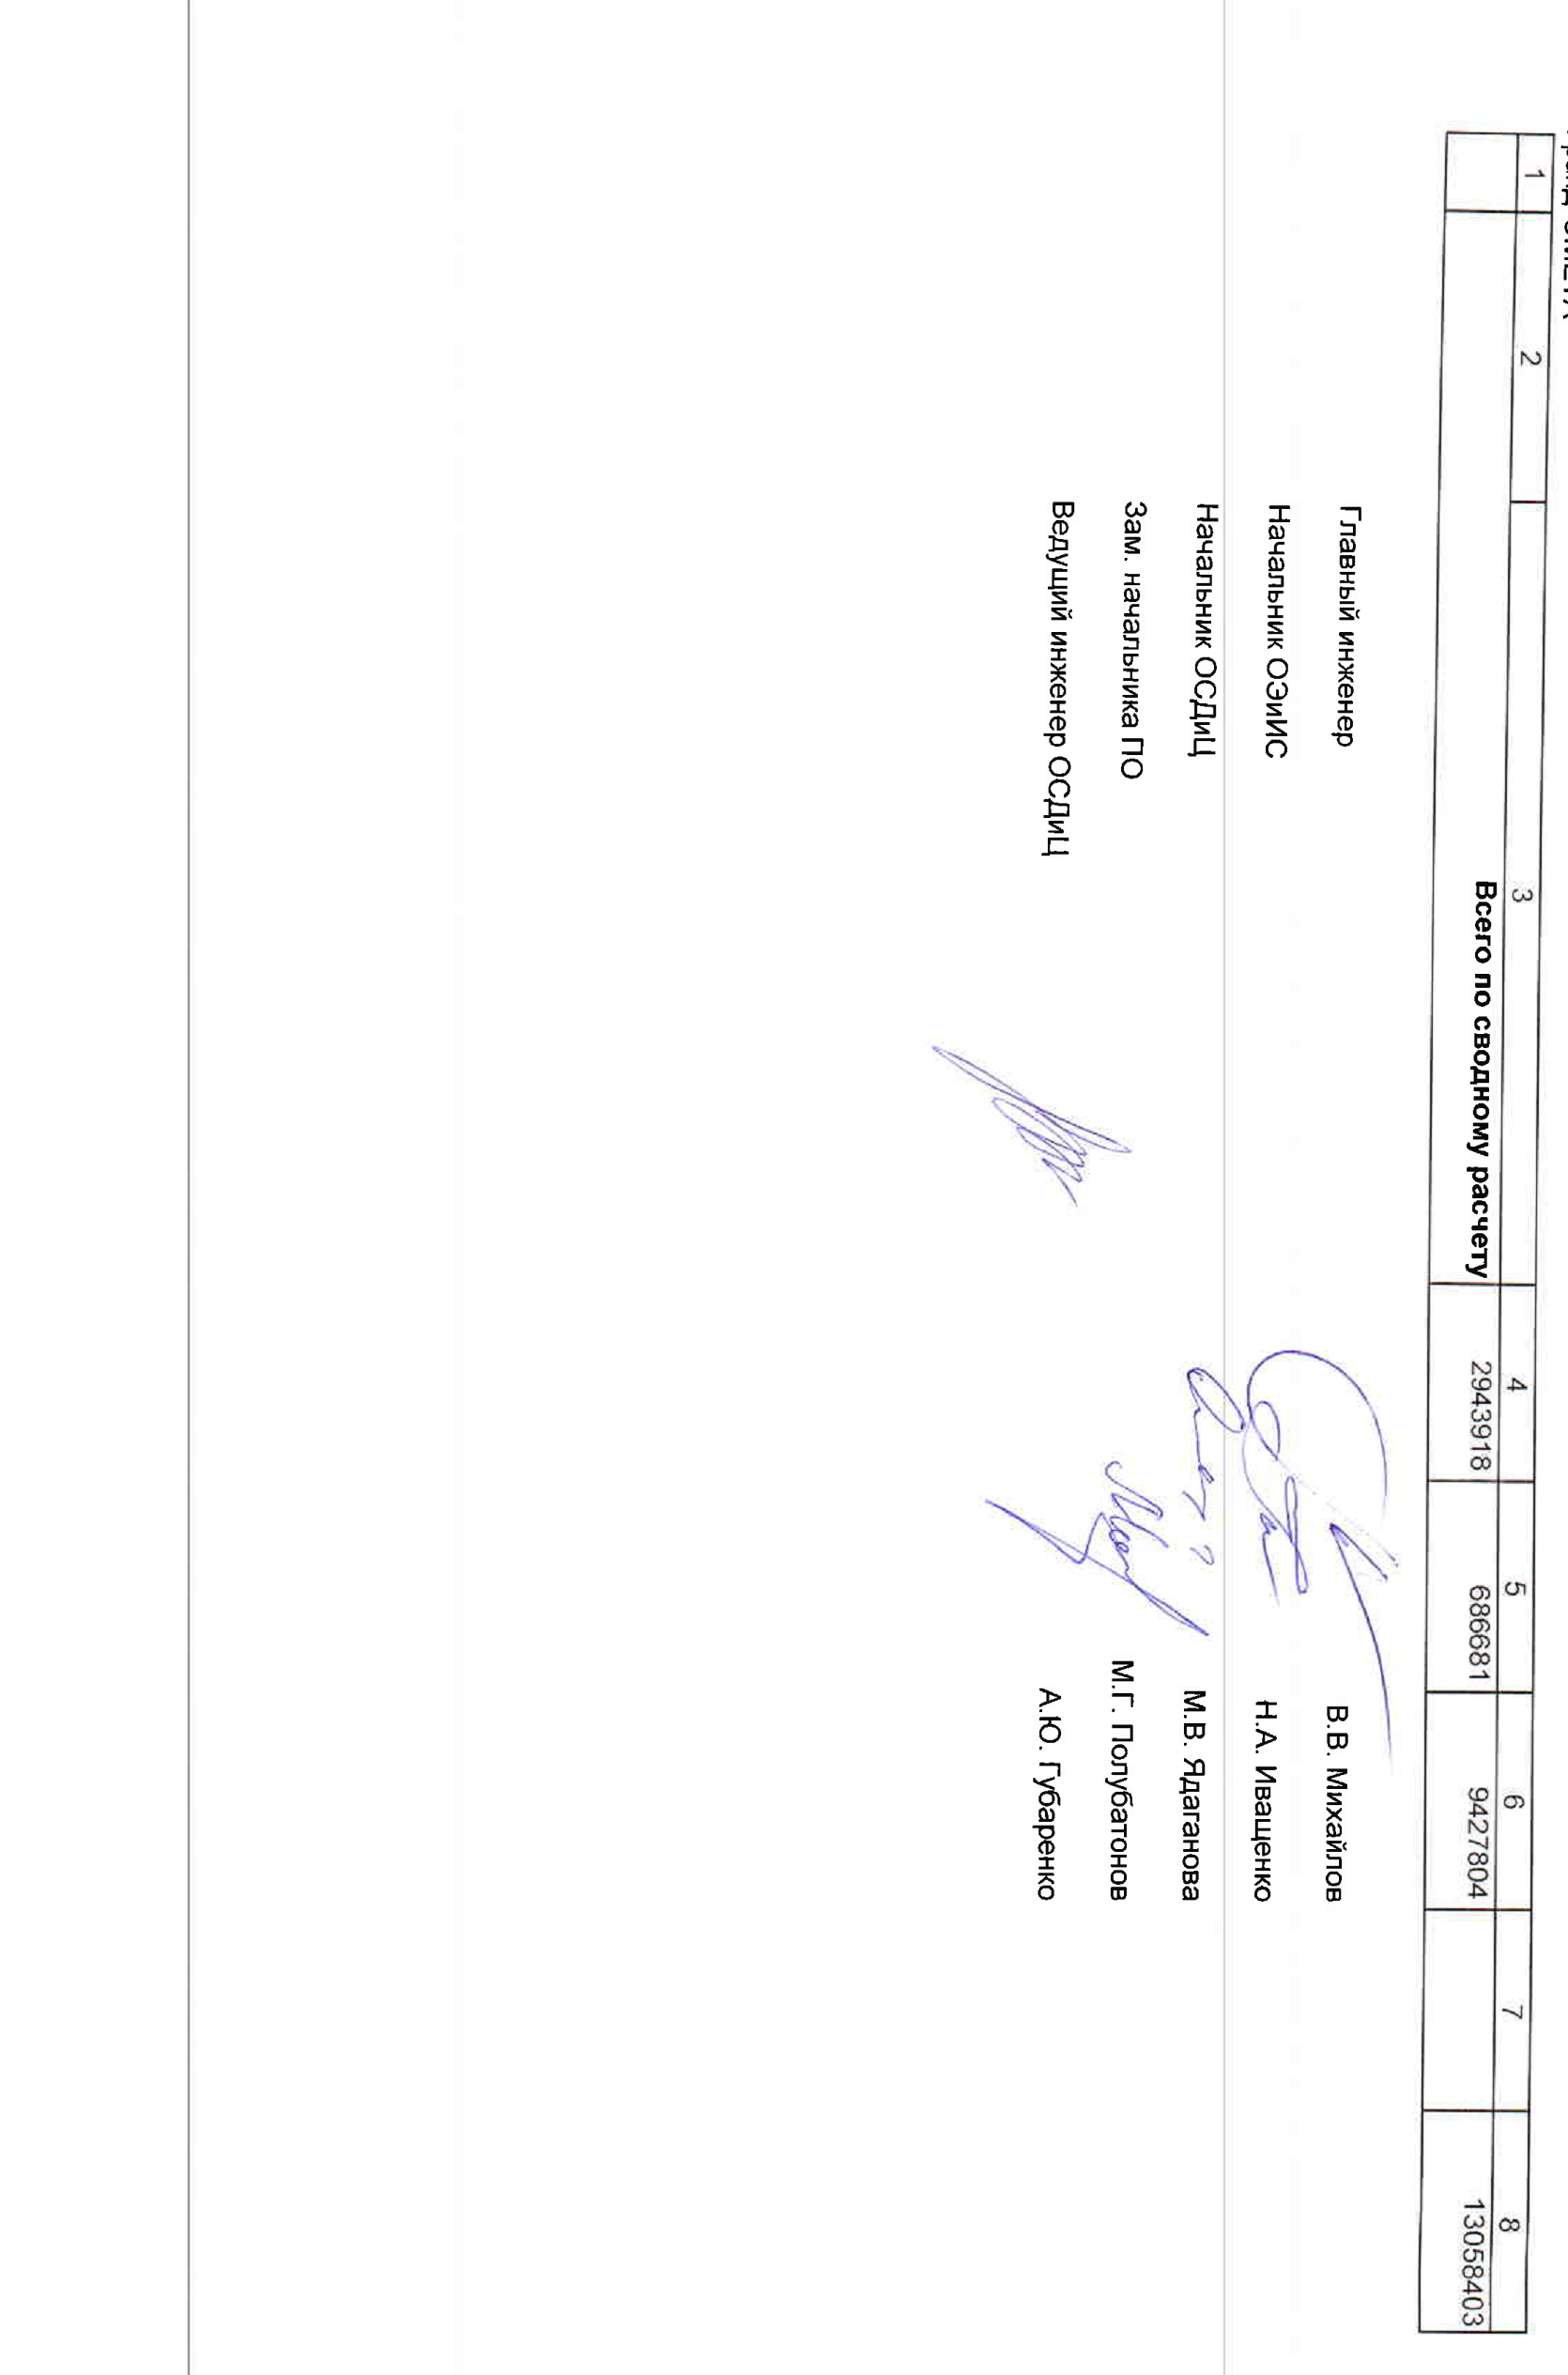 1 2 3 4 5 6 7 8
Всего по сводному расчету 2943918 686681 9427804 13058403
Главный инженер В.В. Михайлов
Начальник ОЭиИС Н.А. Иващенко
Начальник ОСДиЦ М.В. Ядаганова
Зам. начальника ПО М.Г. Полубатонов
Ведущий инженер ОСДиЦ А.Ю. Губаренко